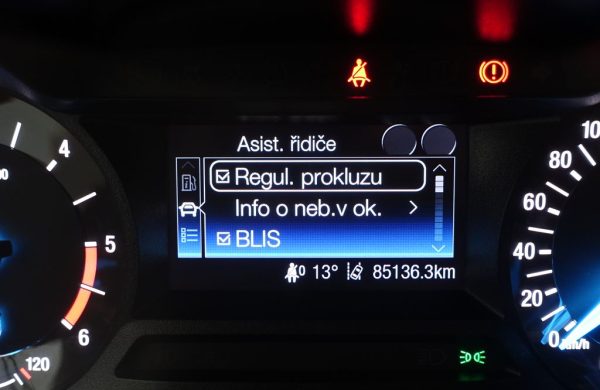 Asist. řidiče
Regul. prokluzu
Info o neb.v ok. >
BLIS
0 13° 85136.3km
4
5
6
120
100
80
60
40
20
0
km/h